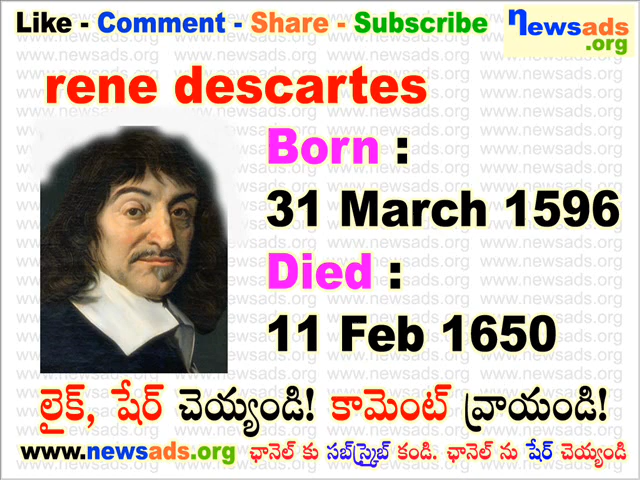 Like - Comment - Share - Subscribe
newsads
.org
rene descartes
Born :
31 March 1596
Died :
11 Feb 1650
లైక్, షేర్ చెయ్యండి! కామెంట్ వ్రాయండి!
www.newsads.org ఛానెల్ కు సబ్‌స్క్రైబ్ కండి. ఛానెల్ ను షేర్ చెయ్యండి